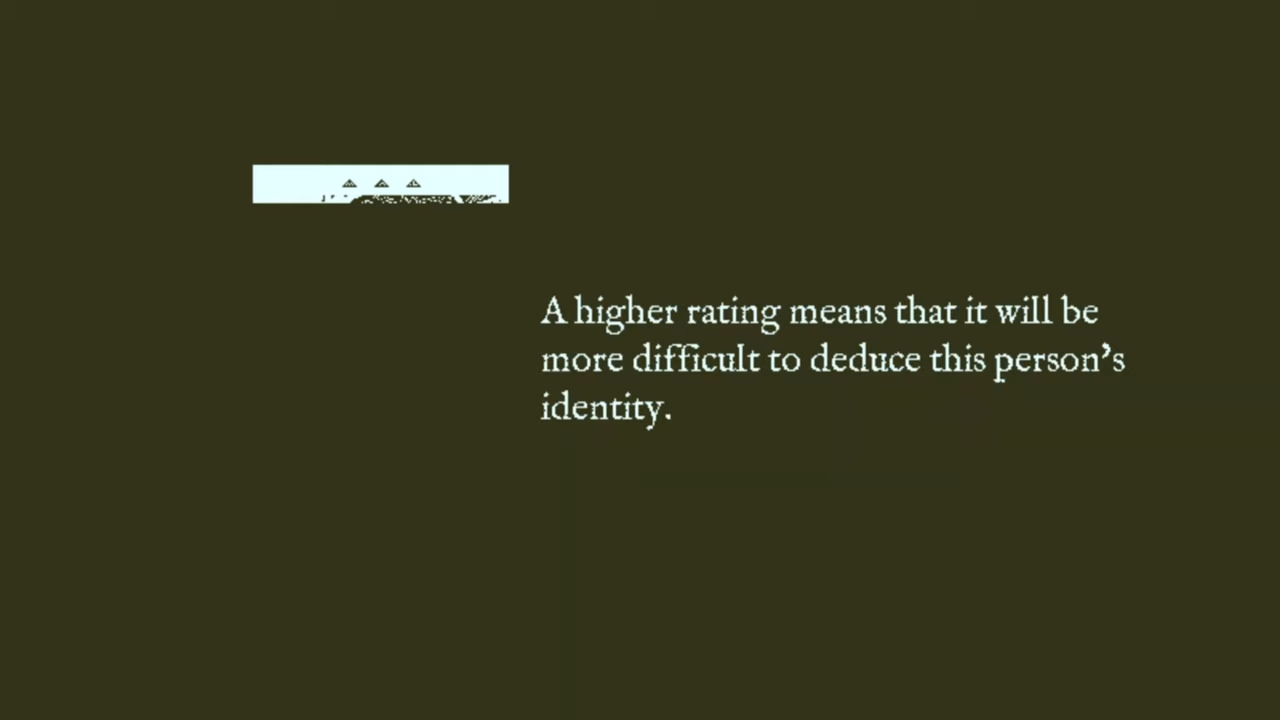 A higher rating means that it will be
more difficult to deduce this person’s
identity.